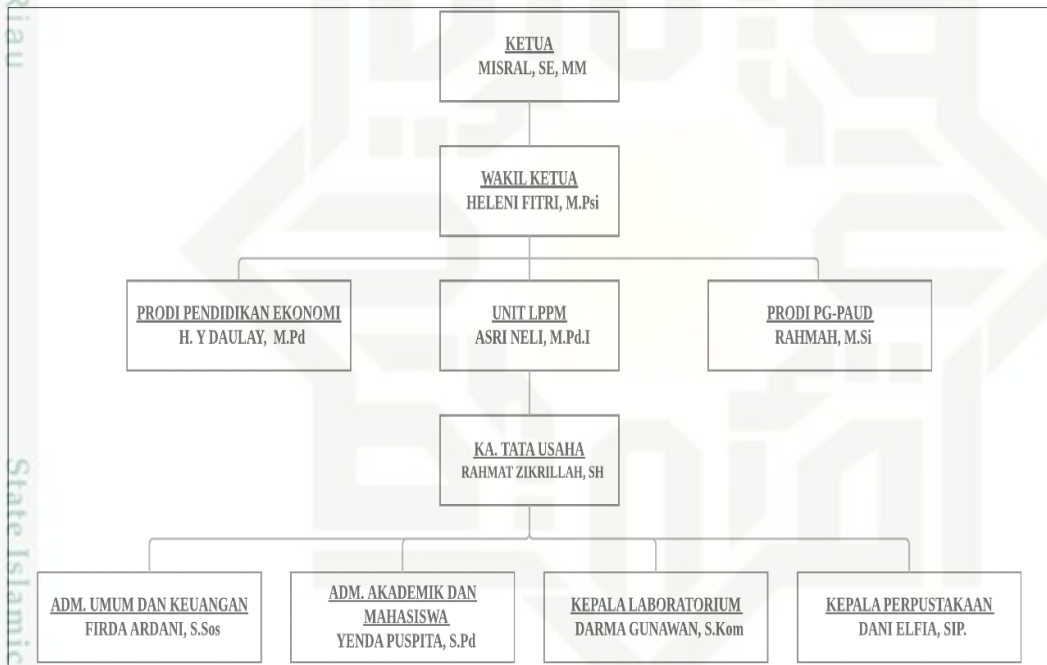 Riau
State Islamic
KETUA
MISRAL, SE, MM
WAKIL KETUA
HELENI FITRI, M.Psi
PRODI PENDIDIKAN EKONOMI
H. Y DAULAY, M.Pd
UNIT LPPM
ASRI NELI, M.Pd.I
PRODI PG-PAUD
RAHMAH, M.Si
KA. TATA USAHA
RAHMAT ZIKRILLAH, SH
ADM. UMUM DAN KEUANGAN
FIRDA ARDANI, S.Sos
ADM. AKADEMIK DAN
MAHASISWA
YENDA PUSPITA, S.Pd
KEPALA LABORATORIUM
DARMA GUNAWAN, S.Kom
KEPALA PERPUSTAKAAN
DANI ELFIA, SIP.